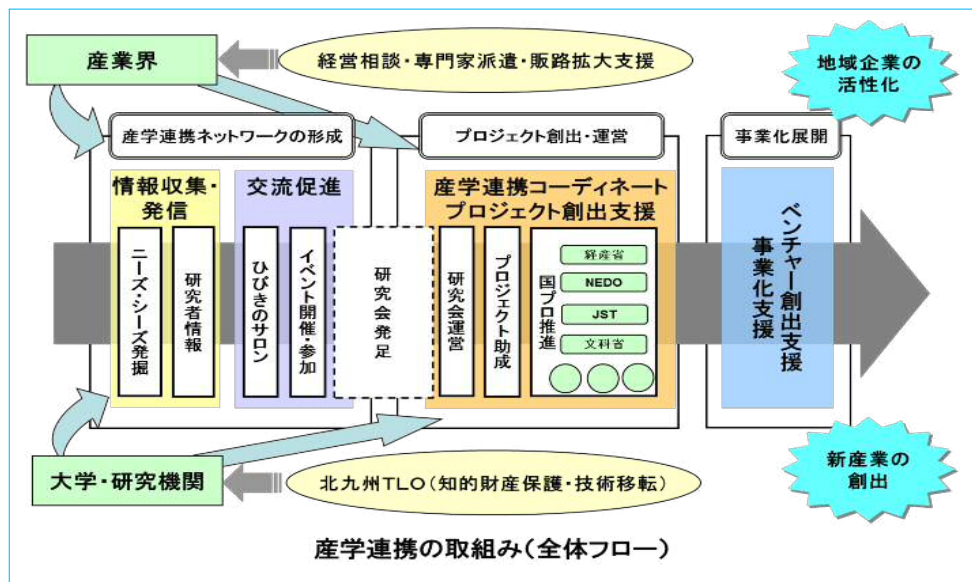 産業界
経営相談・専門家派遣・販路拡大支援
地域企業の
活性化
産学連携ネットワークの形成
プロジェクト創出・運営
事業化展開
情報収集・
発信
交流促進
産学連携コーディネート
プロジェクト創出支援
ニーズ・シーズ発掘
研究者情報
ひびきのサロン
イベント開催・参加
研究会発足
研究会運営
プロジェクト助成
国プロ推進
経産省
NEDO
JST
文科省
ベンチャー創出支援
事業化支援
大学・研究機関
北九州TLO(知的財産保護・技術移転)
新産業の
創出
産学連携の取組み(全体フロー)